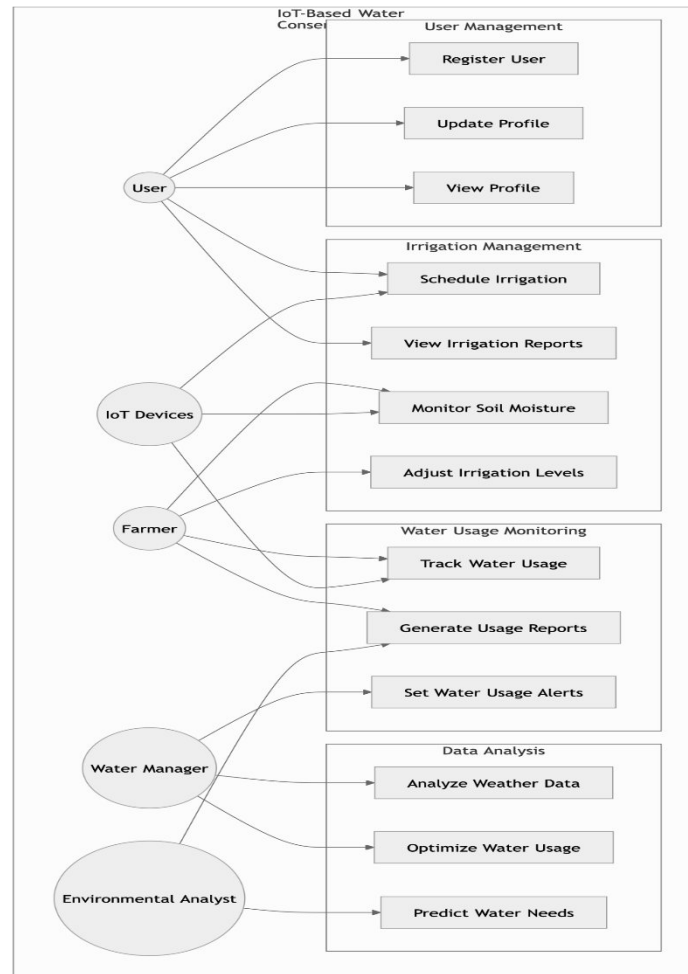 IoT-Based Water
Conser
User Management
Register User
Update Profile
User
View Profile
Irrigation Management
Schedule Irrigation
View Irrigation Reports
IoT Devices
Monitor Soil Moisture
Adjust Irrigation Levels
Farmer
Water Usage Monitoring
Track Water Usage
Generate Usage Reports
Set Water Usage Alerts
Water Manager
Data Analysis
Analyze Weather Data
Optimize Water Usage
Environmental Analyst
Predict Water Needs